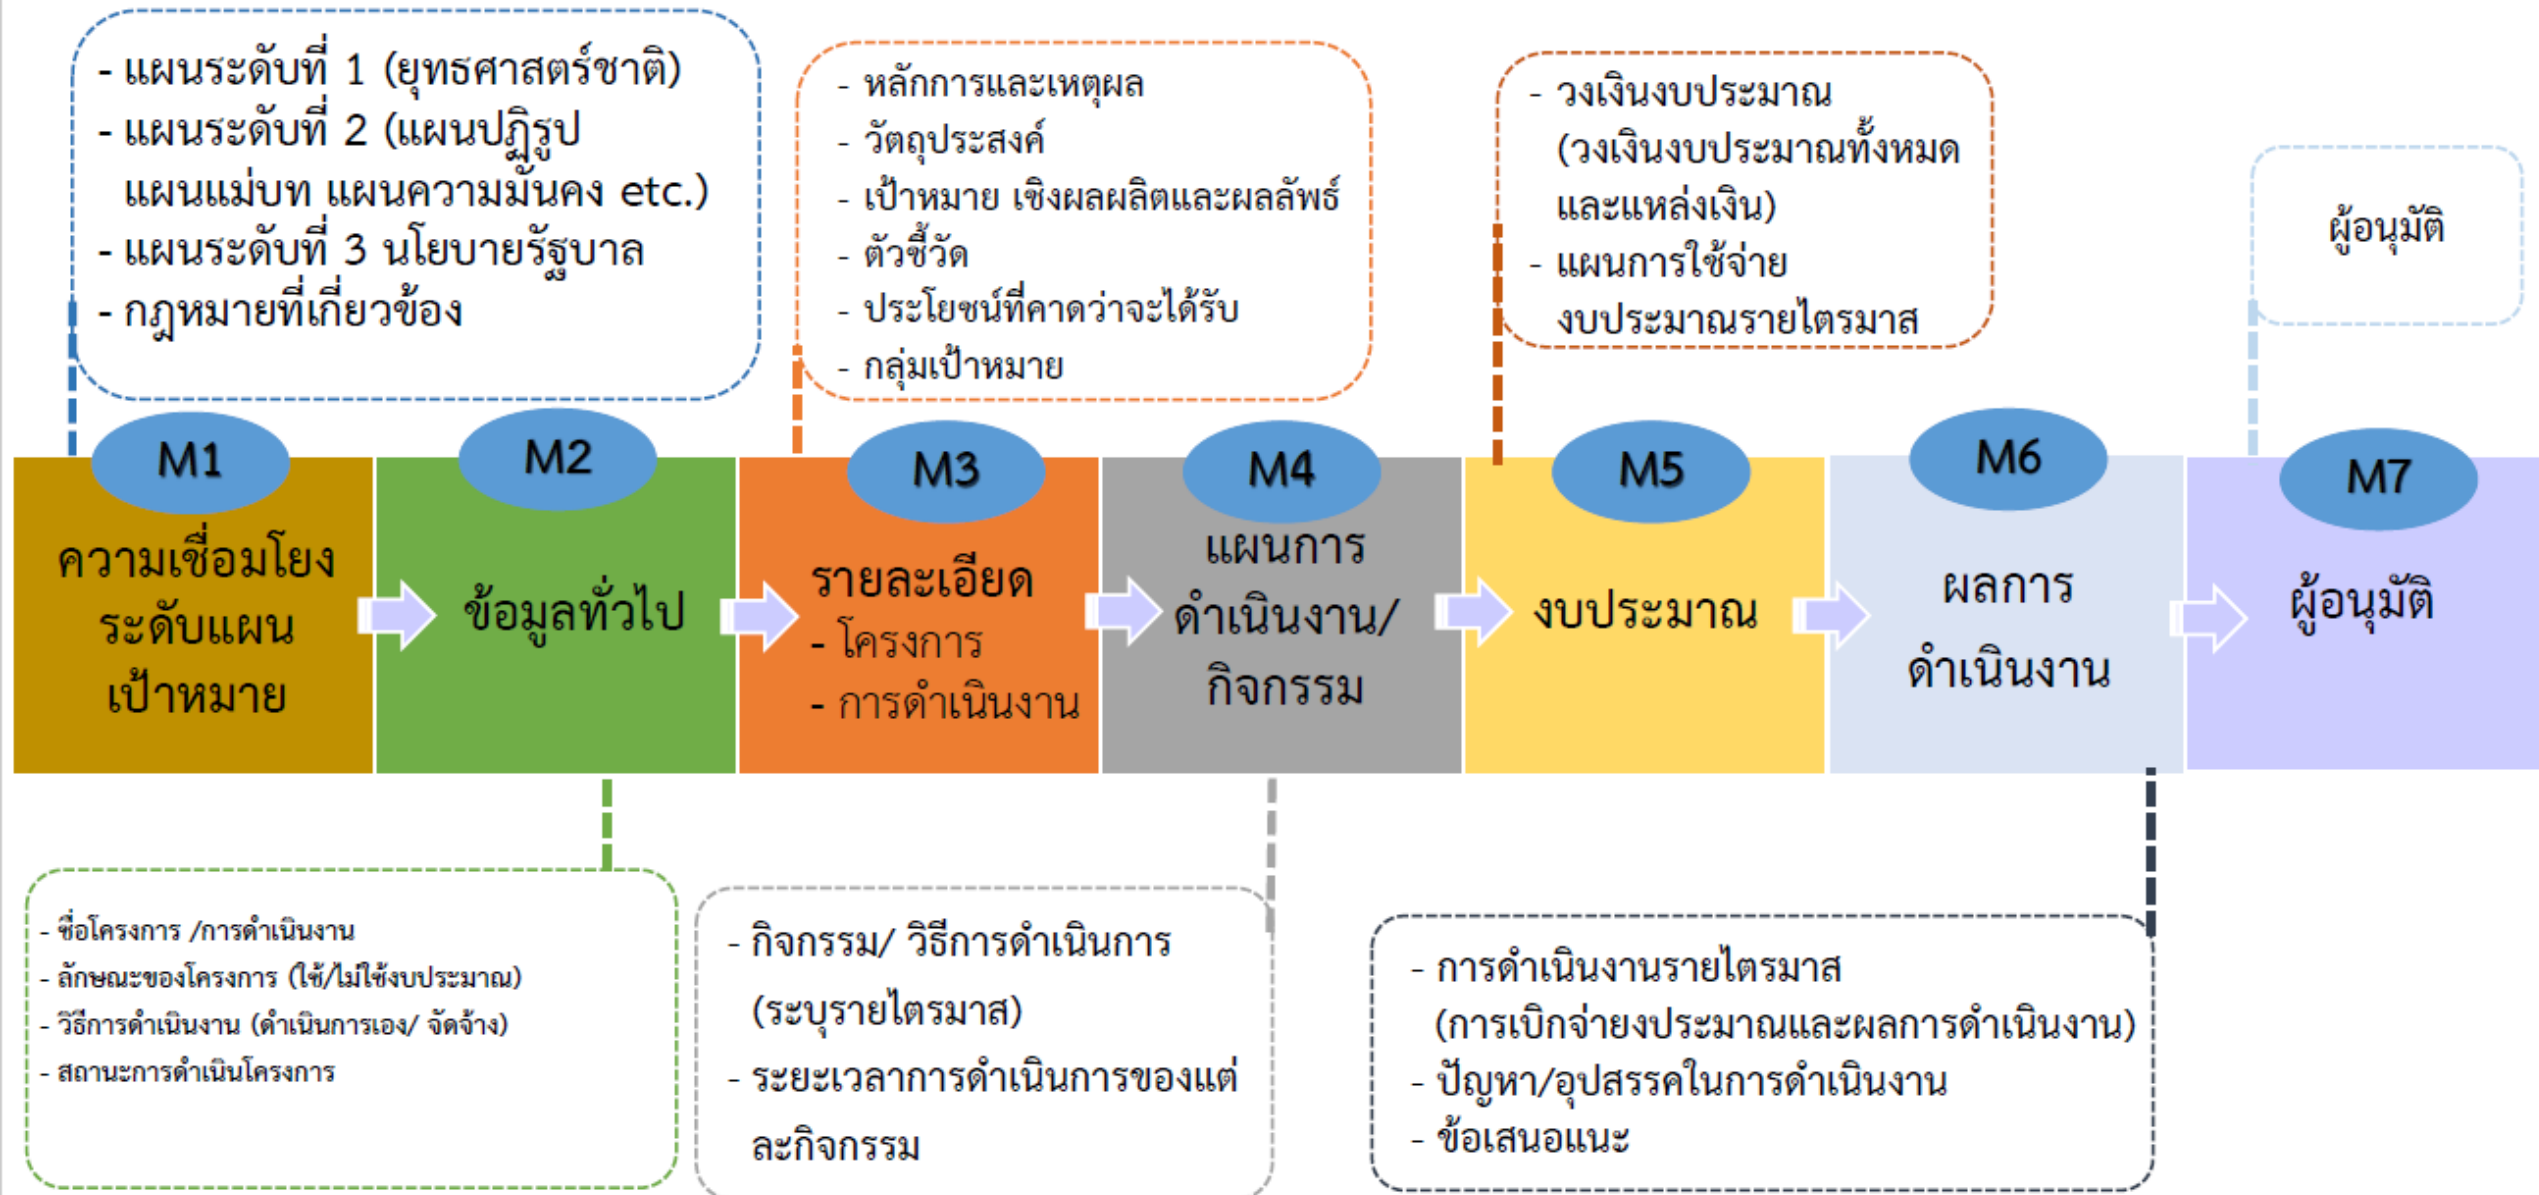 - แผนระดับที่ 1 (ยุทธศาสตร์ชาติ)
- แผนระดับที่ 2 (แผนปฏิรูป
แผนแม่บท แผนความมั่นคง etc.)
- แผนระดับที่ 3 นโยบายรัฐบาล
- กฎหมายที่เกี่ยวข้อง
- หลักการและเหตุผล
- วัตถุประสงค์
- เป้าหมาย เชิงผลผลิตและผลลัพธ์
- ตัวชี้วัด
- ประโยชน์ที่คาดว่าจะได้รับ
- กลุ่มเป้าหมาย
- วงเงินงบประมาณ
(วงเงินงบประมาณทั้งหมด
และแหล่งเงิน)
- แผนการใช้จ่าย
งบประมาณรายไตรมาส
ผู้อนุมัติ
M1
ความเชื่อมโยง
ระดับแผน
เป้าหมาย
M2
ข้อมูลทั่วไป
M3
รายละเอียด
- โครงการ
- การดำเนินงาน
M4
แผนการ
ดำเนินงาน/
กิจกรรม
M5
งบประมาณ
M6
ผลการ
ดำเนินงาน
M7
ผู้อนุมัติ
- ชื่อโครงการ /การดำเนินงาน
- ลักษณะของโครงการ (ใช้/ไม่ใช้งบประมาณ)
- วิธีการดำเนินงาน (ดำเนินการเอง/ จัดจ้าง)
- สถานะการดำเนินโครงการ
- กิจกรรม/ วิธีการดำเนินการ
(ระบุรายไตรมาส)
- ระยะเวลาการดำเนินการของแต่
ละกิจกรรม
- การดำเนินงานรายไตรมาส
(การเบิกจ่ายงประมาณและผลการดำเนินงาน)
- ปัญหา/อุปสรรคในการดำเนินงาน
- ข้อเสนอแนะ